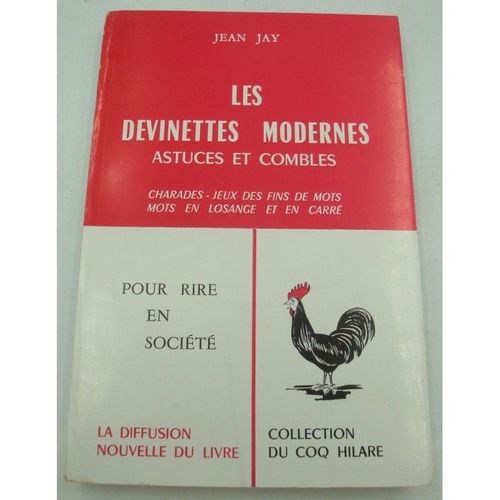 JEAN JAY
LES
DEVINETTES MODERNES
ASTUCES ET COMBLES
CHARADES - JEUX DES FINS DE MOTS
MOTS EN LOSANGE ET EN CARRÉ
POUR RIRE
EN
SOCIÉTÉ
LA DIFFUSION
NOUVELLE DU LIVRE
COLLECTION
DU COQ HILARE